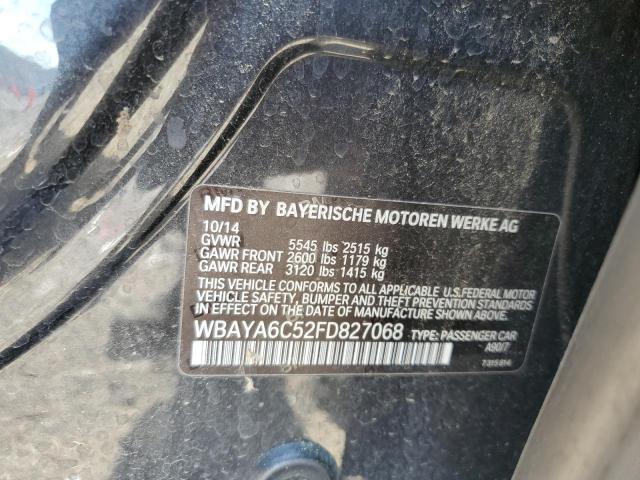 MFD BY BAYERISCHE MOTOREN WERKE AG
10/14
GVWR 5545 lbs 2515 kg
GAWR FRONT 2600 lbs 1179 kg
GAWR REAR 3120 lbs 1415 kg
THIS VEHICLE CONFORMS TO ALL APPLICABLE U.S.FEDERAL MOTOR
VEHICLE SAFETY, BUMPER AND THEFT PREVENTION STANDARDS
IN EFFECT ON THE DATE OF MANUFACTURE SHOWN ABOVE.
WBAYA6C52FD827068 TYPE: PASSENGER CAR
A90/7
7315814